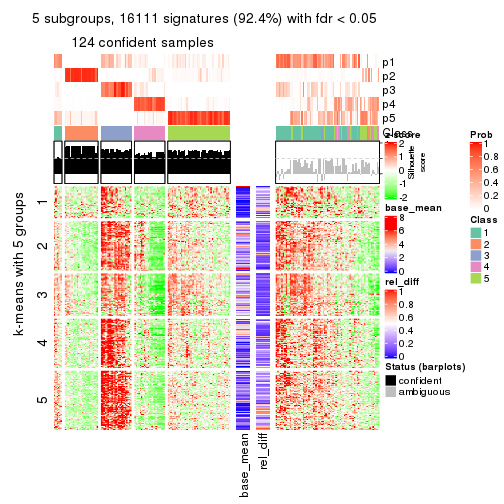 5 subgroups, 16111 signatures (92.4%) with fdr < 0.05
124 confident samples
p1
p2
p3
p4
p5
Class
z-score
2
1
0
-1
-2
Silhouette
score
Prob
1
0.8
0.6
0.4
0.2
0
base_mean
8
6
4
2
0
Class
1
2
3
4
5
rel_diff
1
0.8
0.6
0.4
0.2
0
Status (barplots)
confident
ambiguous
k-means with 5 groups
1
2
3
4
5
base_mean
rel_diff